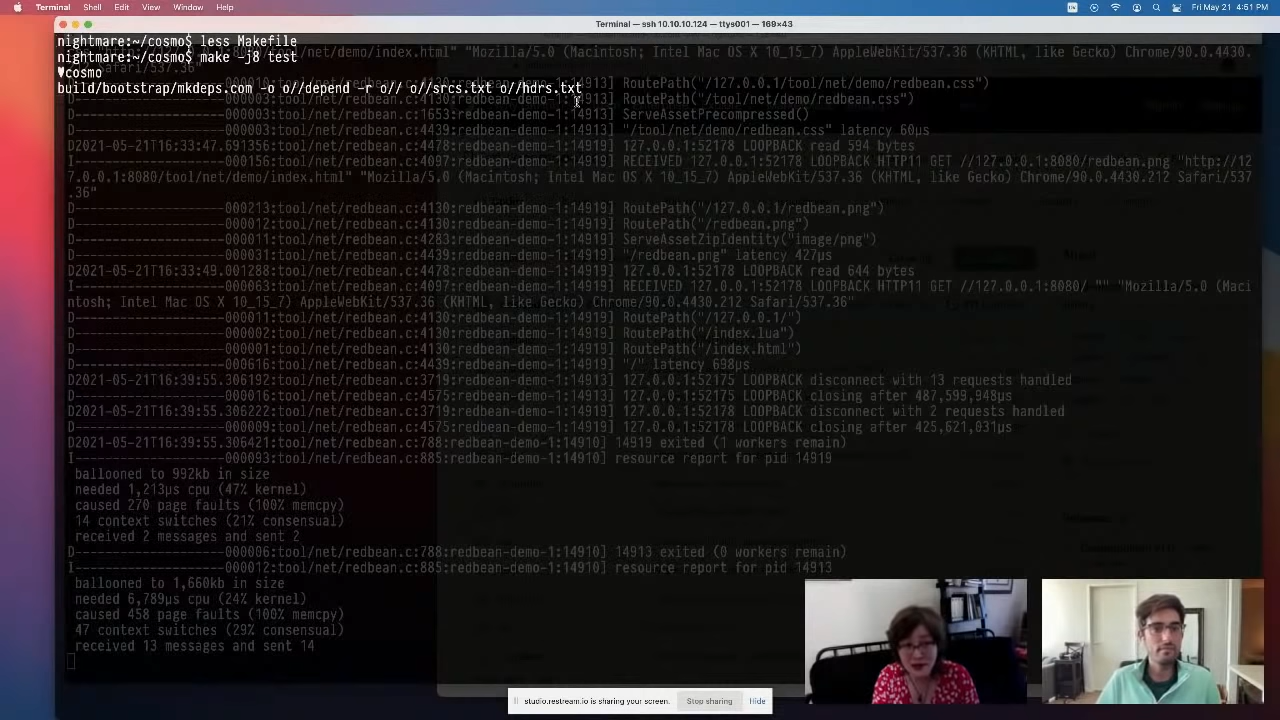 Terminal Shell Edit View Window Help
Fri May 21 4:51 PM
Terminal — ssh 10.10.10.124 — ttys001 — 169×43
nightmare:~/cosmo$ less Makefile
nightmare:~/cosmo$ make -j8 test
♥cosmo
build/bootstrap/mkdeps.com -o o//depend -r o// o//srcs.txt o//hdrs.txt
net/demo/index.html" "Mozilla/5.0 (Macintosh; Intel Mac OS X 10_15_7) AppleWebKit/537.36 (KHTML, like Gecko) Chrome/90.0.4430.
RoutePath("/127.0.0.1/tool/net/demo/redbean.css")
D--------------------000003:tool/net/redbean.c:4130:redbean-demo-1:14913] RoutePath("/tool/net/demo/redbean.css")
D--------------------000003:tool/net/redbean.c:1653:redbean-demo-1:14913] ServeAssetPrecompressed()
D--------------------000003:tool/net/redbean.c:4439:redbean-demo-1:14913] "/tool/net/demo/redbean.css" latency 60µs
D2021-05-21T16:33:47.691356:tool/net/redbean.c:4478:redbean-demo-1:14919] 127.0.0.1:52178 LOOPBACK read 594 bytes
I--------------------000156:tool/net/redbean.c:4097:redbean-demo-1:14919] RECEIVED 127.0.0.1:52178 LOOPBACK HTTP11 GET //127.0.0.1:8080/redbean.png "http://12
7.0.0.1:8080/tool/net/demo/index.html" "Mozilla/5.0 (Macintosh; Intel Mac OS X 10_15_7) AppleWebKit/537.36 (KHTML, like Gecko) Chrome/90.0.4430.212 Safari/537
.36"
D--------------------000213:tool/net/redbean.c:4130:redbean-demo-1:14919] RoutePath("/127.0.0.1/redbean.png")
D--------------------000012:tool/net/redbean.c:4130:redbean-demo-1:14919] RoutePath("/redbean.png")
D--------------------000011:tool/net/redbean.c:4283:redbean-demo-1:14919] ServeAssetZipIdentity("image/png")
D--------------------000031:tool/net/redbean.c:4439:redbean-demo-1:14919] "/redbean.png" latency 427µs
D2021-05-21T16:33:49.001288:tool/net/redbean.c:4478:redbean-demo-1:14919] 127.0.0.1:52178 LOOPBACK read 644 bytes
I--------------------000063:tool/net/redbean.c:4097:redbean-demo-1:14919] RECEIVED 127.0.0.1:52178 LOOPBACK HTTP11 GET //127.0.0.1:8080/ "" "Mozilla/5.0 (Maci
ntosh; Intel Mac OS X 10_15_7) AppleWebKit/537.36 (KHTML, like Gecko) Chrome/90.0.4430.212 Safari/537.36"
D--------------------000011:tool/net/redbean.c:4130:redbean-demo-1:14919] RoutePath("/127.0.0.1/")
D--------------------000002:tool/net/redbean.c:4130:redbean-demo-1:14919] RoutePath("/index.lua")
D--------------------000001:tool/net/redbean.c:4130:redbean-demo-1:14919] RoutePath("/index.html")
D--------------------000616:tool/net/redbean.c:4439:redbean-demo-1:14919] "/" latency 698µs
D2021-05-21T16:39:55.306192:tool/net/redbean.c:3719:redbean-demo-1:14913] 127.0.0.1:52175 LOOPBACK disconnect with 13 requests handled
D--------------------000016:tool/net/redbean.c:4575:redbean-demo-1:14913] 127.0.0.1:52175 LOOPBACK closing after 487,599,948µs
D2021-05-21T16:39:55.306222:tool/net/redbean.c:3719:redbean-demo-1:14919] 127.0.0.1:52178 LOOPBACK disconnect with 2 requests handled
D--------------------000009:tool/net/redbean.c:4575:redbean-demo-1:14919] 127.0.0.1:52178 LOOPBACK closing after 425,621,031µs
D2021-05-21T16:39:55.306421:tool/net/redbean.c:788:redbean-demo-1:14910] 14919 exited (1 workers remain)
I--------------------000093:tool/net/redbean.c:885:redbean-demo-1:14910] resource report for pid 14919
ballooned to 992kb in size
needed 1,213µs cpu (47% kernel)
caused 270 page faults (100% memcpy)
14 context switches (21% consensual)
received 2 messages and sent 2
D--------------------000006:tool/net/redbean.c:788:redbean-demo-1:14910] 14913 exited (0 workers remain)
I--------------------000012:tool/net/redbean.c:885:redbean-demo-1:14910] resource report for pid 14913
ballooned to 1,660kb in size
needed 6,789µs cpu (24% kernel)
caused 458 page faults (100% memcpy)
47 context switches (29% consensual)
received 13 messages and sent 14
studio.restream.io is sharing your screen. Stop sharing Hide